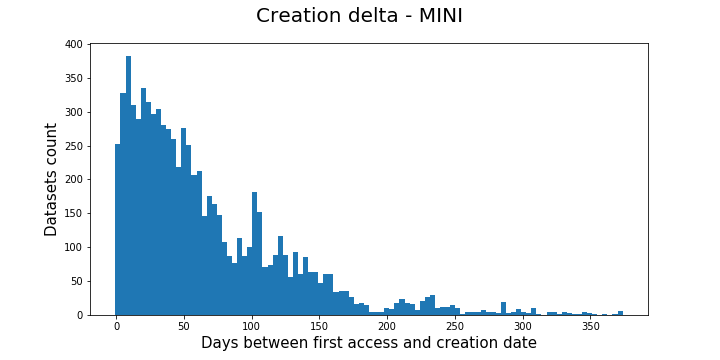 Creation delta - MINI
400
350
300
250
200
150
100
50
0
Datasets count
0 50 100 150 200 250 300 350
Days between first access and creation date